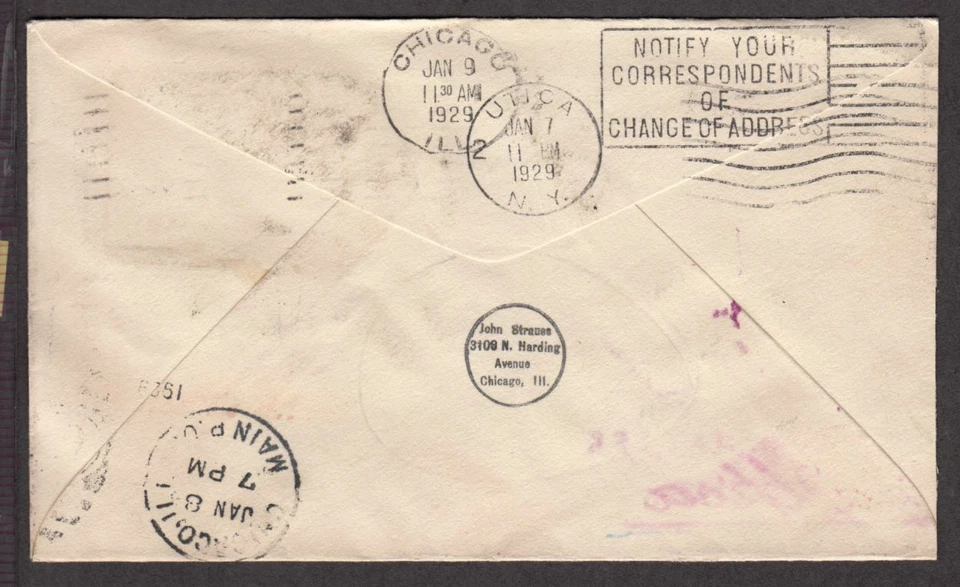 CHICAGO
JAN 9
11 30 AM
1929
ILL.
UTICA
JAN 7
11 PM
1929
N. Y.
2
NOTIFY YOUR
CORRESPONDENTS
OF
CHANGE OF ADDRESS
John Strauss
3109 N. Harding
Avenue
Chicago, Ill.
1929
MAIN P.O.
7 PM
JAN 8
CHICAGO, ILL